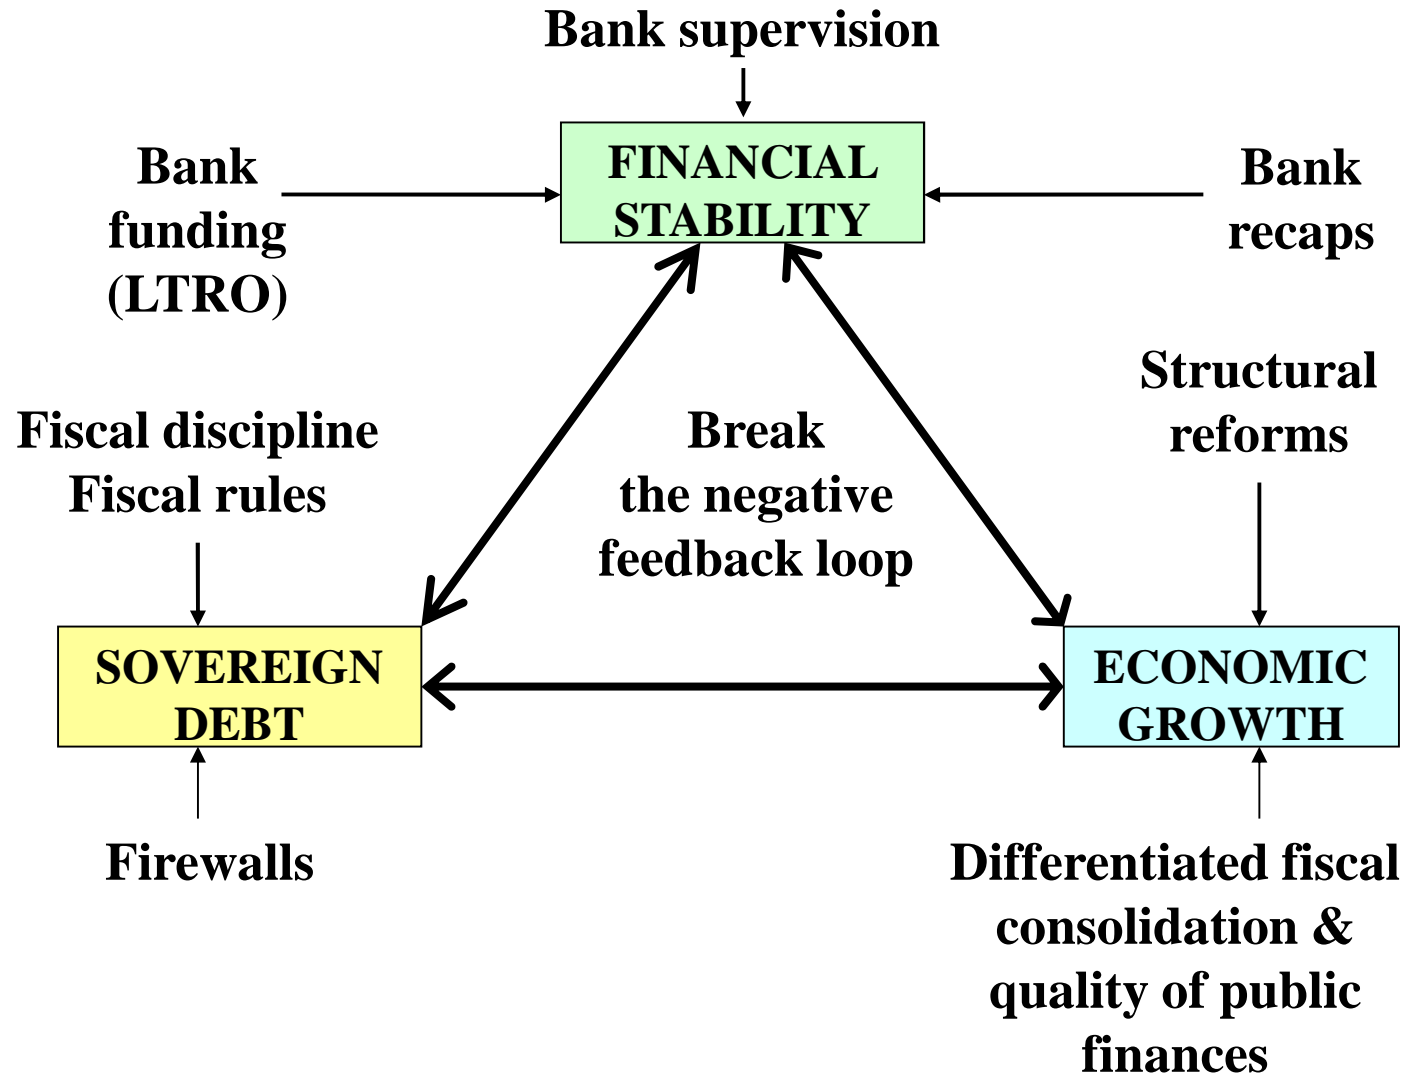 Bank supervision
FINANCIAL
STABILITY
Bank
funding
(LTRO)
Bank
recaps
Structural
reforms
Fiscal discipline
Fiscal rules
Break
the negative
feedback loop
SOVEREIGN
DEBT
ECONOMIC
GROWTH
Firewalls
Differentiated fiscal
consolidation &
quality of public
finances